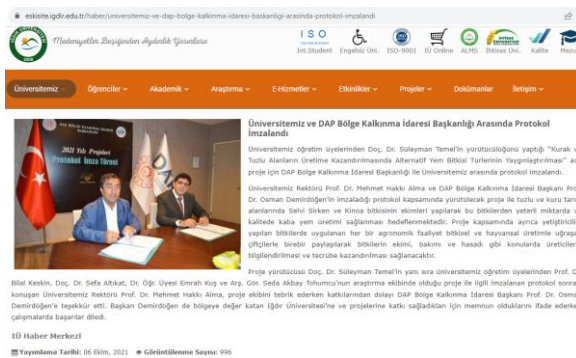 eskisite.igdir.edu.tr/haber/universitemiz-ve-dap-bolge-kalkinma-idaresi-baskanligi-arasinda-protokol-imzalandi
Medeniyetler Beşiğinden Aydınlık Yarınlara
ISO
Int.Student Engelsiz Üni. ISO-9001 IÜ Online ALMS İhtisas Üni. Kalite Mezu
Üniversitemiz Öğrenciler Akademik Araştırma E-Hizmetler Etkinlikler Projeler Dokümanlar İletişim
2021 Yılı Projeleri
Protokol İmza Töreni
Üniversitemiz ve DAP Bölge Kalkınma İdaresi Başkanlığı Arasında Protokol
İmzalandı
Üniversitemiz öğretim üyelerinden Doç. Dr. Süleyman Temel'in yürütücülüğünü yaptığı "Kurak v
Tuzlu Alanların Üretime Kazandırılmasında Alternatif Yem Bitkisi Türlerinin Yaygınlaştırılması" ad
proje için DAP Bölge Kalkınma İdaresi Başkanlığı ile Üniversitemiz arasında protokol imzalandı.
Üniversitemiz Rektörü Prof. Dr. Mehmet Hakkı Alma ve DAP Bölge Kalkınma İdaresi Başkanı Pro
Dr. Osman Demirdöğen'in imzaladığı protokol kapsamında yürütülecek proje ile tuzlu ve kuru tarı
alanlarında Selvi Sirken ve Kinoa bitkisinin ekimleri yapılarak bu bitkilerden yeterli miktarda v
kalitede kaba yem üretimi sağlanması hedeflenmektedir. Proje kapsamında ayrıca yetiştiricili
yapılan bitkilerde uygulanan her bir agronomik faaliyet bitkisel ve hayvansal üretimle uğraşa
çiftçilerle birebir paylaşılarak bitkilerin ekimi, bakımı ve hasadı gibi konularda üreticiler
bilgilendirilmesi ve tecrübe kazandırılması sağlanacaktır.
Proje yürütücüsü Doç. Dr. Süleyman Temel'in yanı sıra üniversitemiz öğretim üyelerinden Prof. D
Bilal Keskin, Doç. Dr. Sefa Altıkat, Dr. Öğr. Üyesi Emrah Kuş ve Arş. Gör. Seda Akbay Tohumcu'nun araştırma ekibinde olduğu proje ile ilgili imzalanan protokol sonra
konuşan Üniversitemiz Rektörü Prof. Dr. Mehmet Hakkı Alma, proje ekibini tebrik ederken katkılarından dolayı DAP Bölge Kalkınma İdaresi Başkanı Prof. Dr. Osma
Demirdöğen'e teşekkür etti. Başkan Demirdöğen de bölgeye değer katan Iğdır Üniversitesi'ne ve projelerine katkı sağladıkları için memnun olduklarını ifade ederke
çalışmalarda başarılar diledi.
IÜ Haber Merkezi
Yayımlama Tarihi: 06 Ekim, 2021 Görüntülenme Sayısı: 996